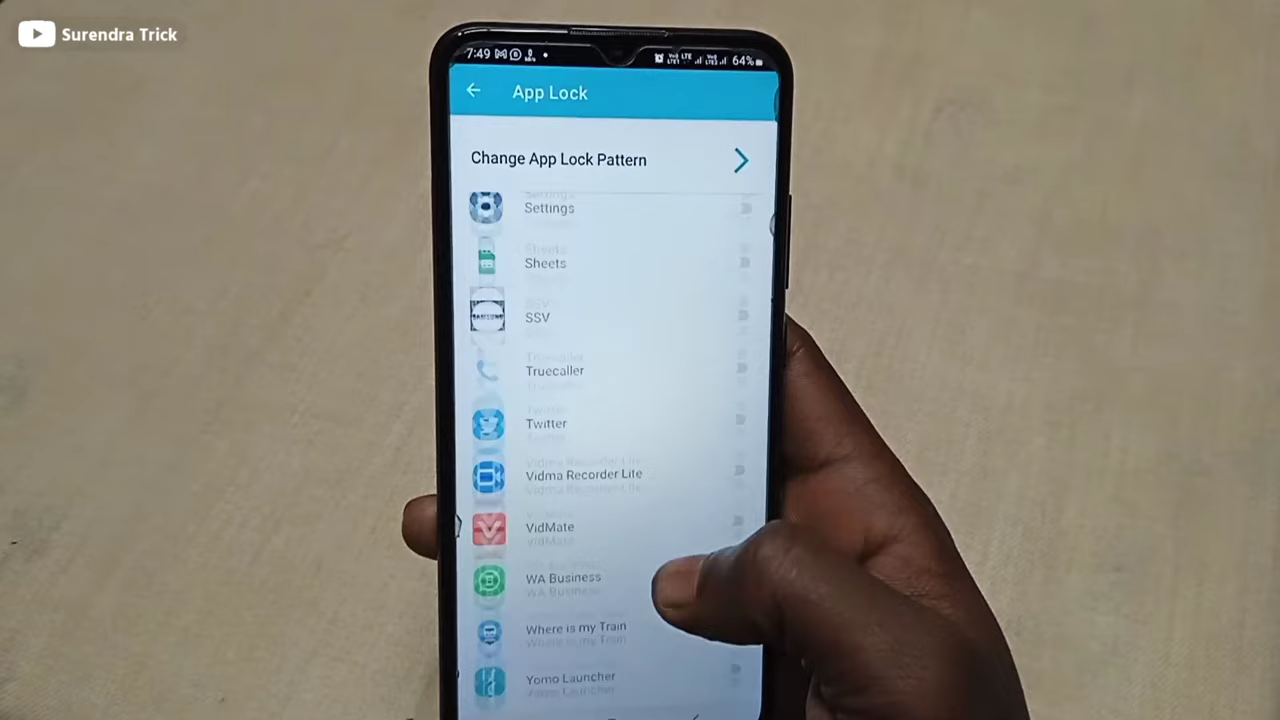 Surendra Trick
7:49
64%
App Lock
Change App Lock Pattern
Settings
Sheets
SSV
Truecaller
Twitter
Vidma Recorder Lite
VidMate
WA Business
Where is my Train
Yomo Launcher